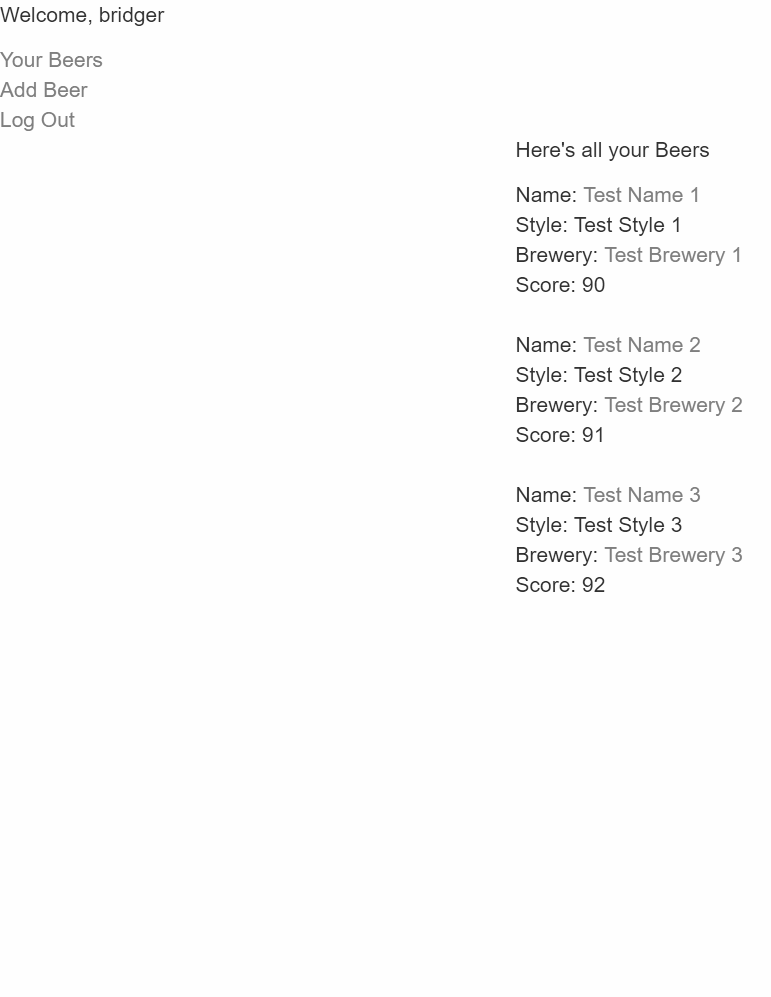 Welcome, bridger
Your Beers
Add Beer
Log Out
Here's all your Beers
Name: Test Name 1
Style: Test Style 1
Brewery: Test Brewery 1
Score: 90
Name: Test Name 2
Style: Test Style 2
Brewery: Test Brewery 2
Score: 91
Name: Test Name 3
Style: Test Style 3
Brewery: Test Brewery 3
Score: 92